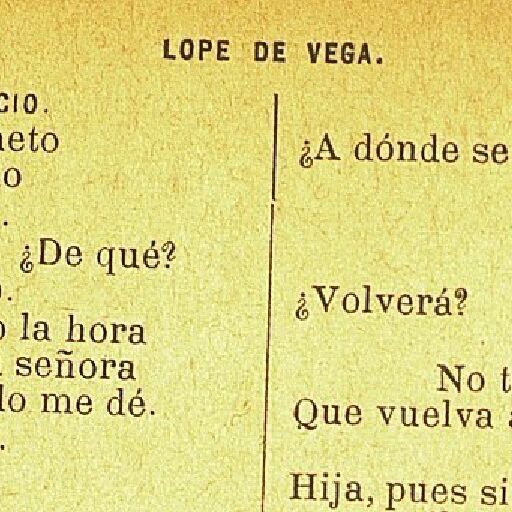 LOPE DE VEGA.
CIO.
neto
o
.
¿De qué?
.
o la hora
señora
lo me dé.
.
¿A dónde se
¿Volverá?
No t
Que vuelva a
Hija, pues si